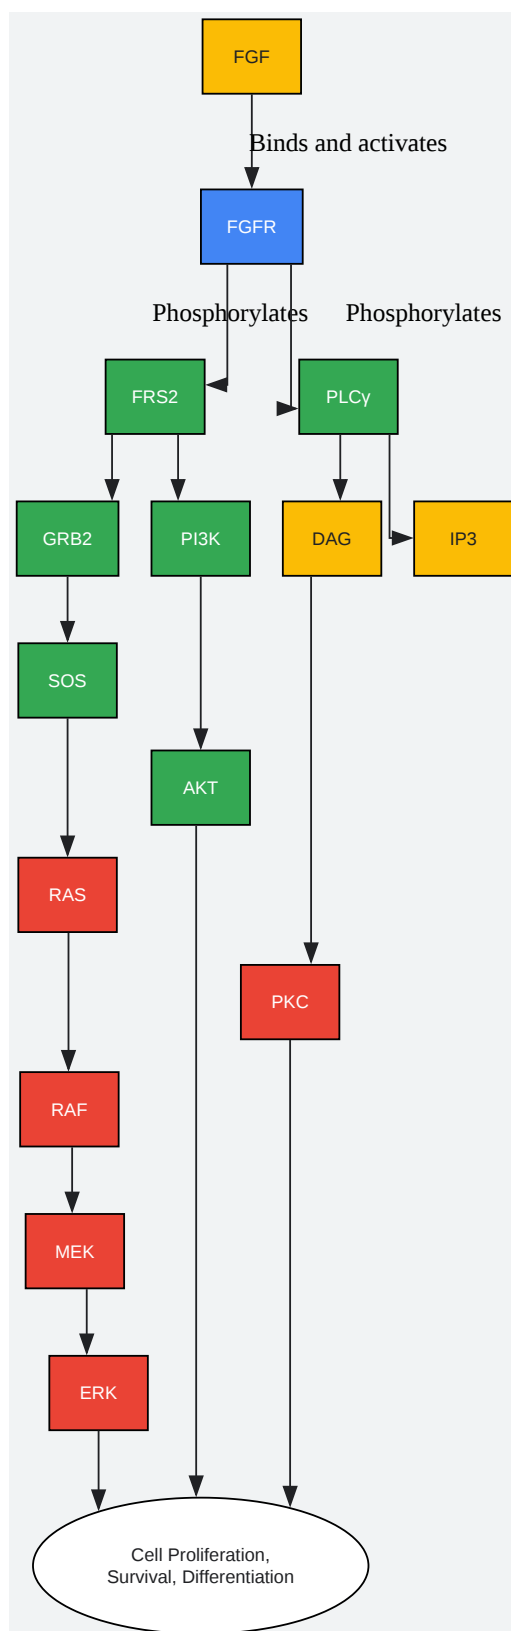 FGF
Binds and activates
FGFR
Phosphorylates
Phosphorylates
FRS2
PLCγ
GRB2
PI3K
DAG
IP3
SOS
AKT
RAS
PKC
RAF
MEK
ERK
Cell Proliferation,
Survival, Differentiation